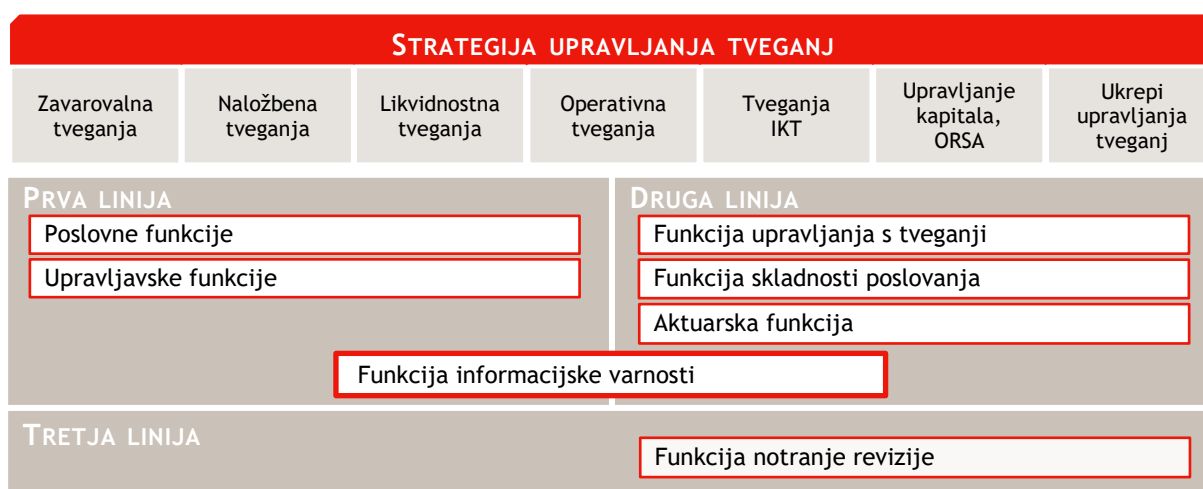 STRATEGIJA UPRAVLJANJA TVEGANJ
Zavarovalna
tveganja
Naložbena
tveganja
Likvidnostna
tveganja
Operativna
tveganja
Tveganja
IKT
Upravljanje
kapitala,
ORSA
Ukrepi
upravljanja
tveganj
PRVA LINIJA
Poslovne funkcije
Upravljavske funkcije
DRUGA LINIJA
Funkcija upravljanja s tveganji
Funkcija skladnosti poslovanja
Aktuarska funkcija
Funkcija informacijske varnosti
TRETJA LINIJA
Funkcija notranje revizije